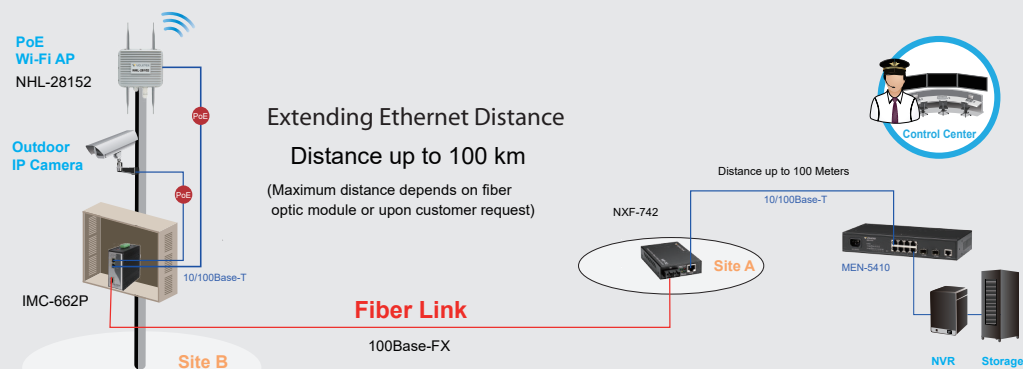 PoE
Wi-Fi AP
NHL-28152
NHL-28152
PoE
Outdoor
IP Camera
PoE
10/100Base-T
IMC-662P
Site B
Extending Ethernet Distance
Distance up to 100 km
(Maximum distance depends on fiber
optic module or upon customer request)
Fiber Link
100Base-FX
NXF-742
Site A
Distance up to 100 Meters
10/100Base-T
Control Center
MEN-5410
NVR
Storage